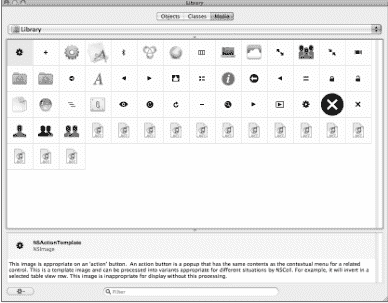 Library
Objects Classes Media
Library
NSActionTemplate
NSImage
This image is appropriate on an 'action' button. An action button is a popup that has the same contents as the contextual menu for a related
control. This is a template image and can be processed into variants appropriate for different situations by NSCell. For example, it will invert in a
selected table view row. This image is inappropriate for display without this processing.
Filter